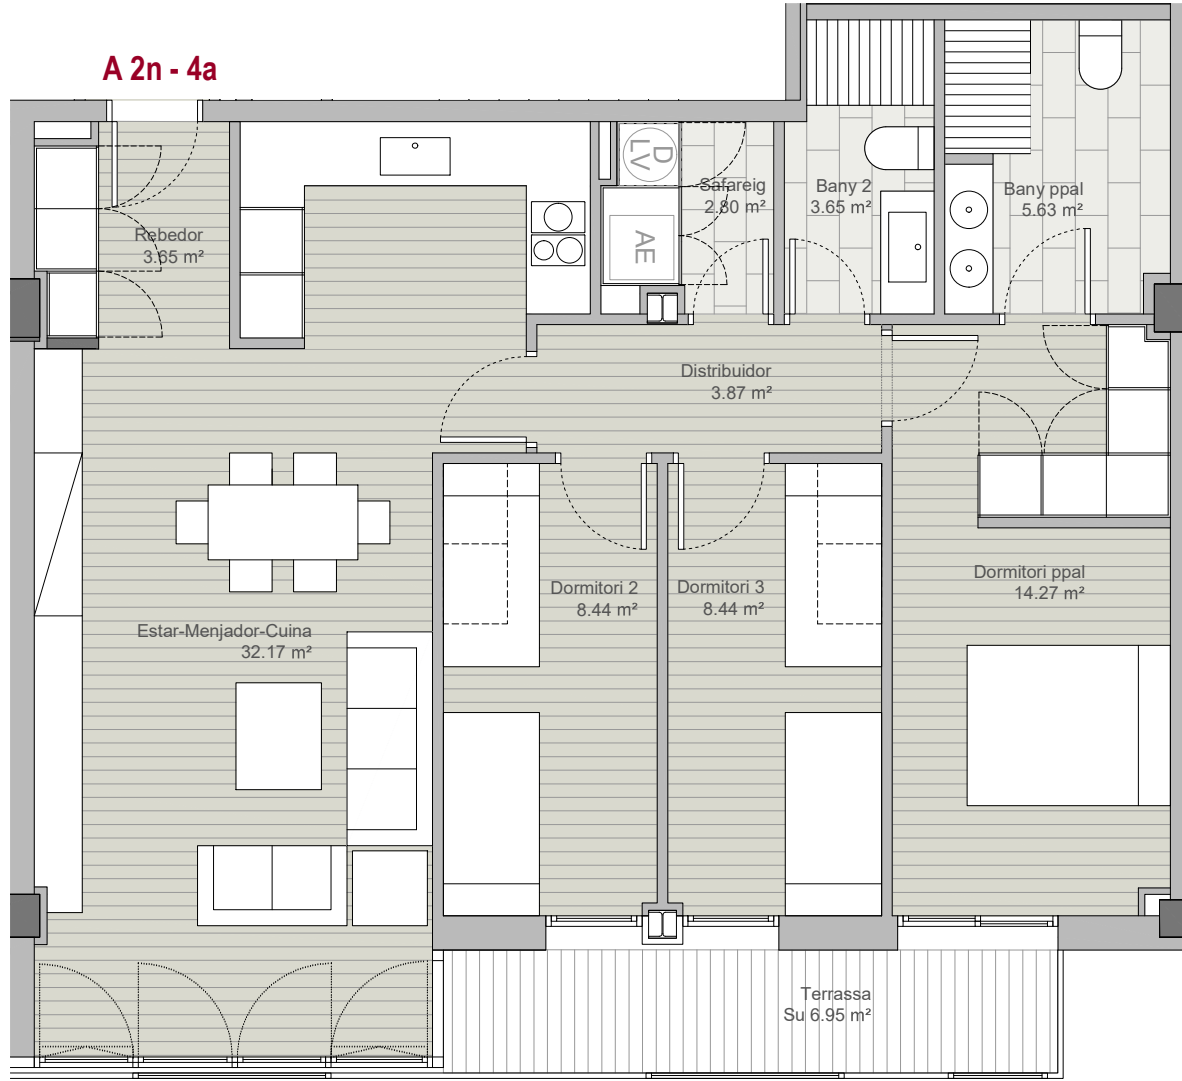 A 2n - 4a
Rebedor
3.65 m²
D
LV
AE
Safareig
2.80 m²
Bany 2
3.65 m²
Bany ppal
5.63 m²
Distribuidor
3.87 m²
Dormitori 2
8.44 m²
Dormitori 3
8.44 m²
Dormitori ppal
14.27 m²
Estar-Menjador-Cuina
32.17 m²
Terrassa
Su 6.95 m²